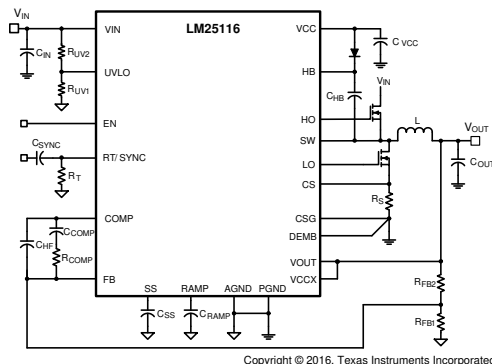 VIN
LM25116
VIN
VCC
CIN
RUV2
CVCC
UVLO
HB
RUV1
CHB
VIN
EN
HO
SW
L
VOUT
CSYNC
RT/SYNC
LO
COUT
RT
CS
RS
COMP
CSG
CCOMP
DEMB
CHF
RCOMP
VOUT
FB
VCCX
SS
RAMP
AGND
PGND
RFB2
CSS
CRAMP
RFB1
Copyright © 2016, Texas Instruments Incorporated